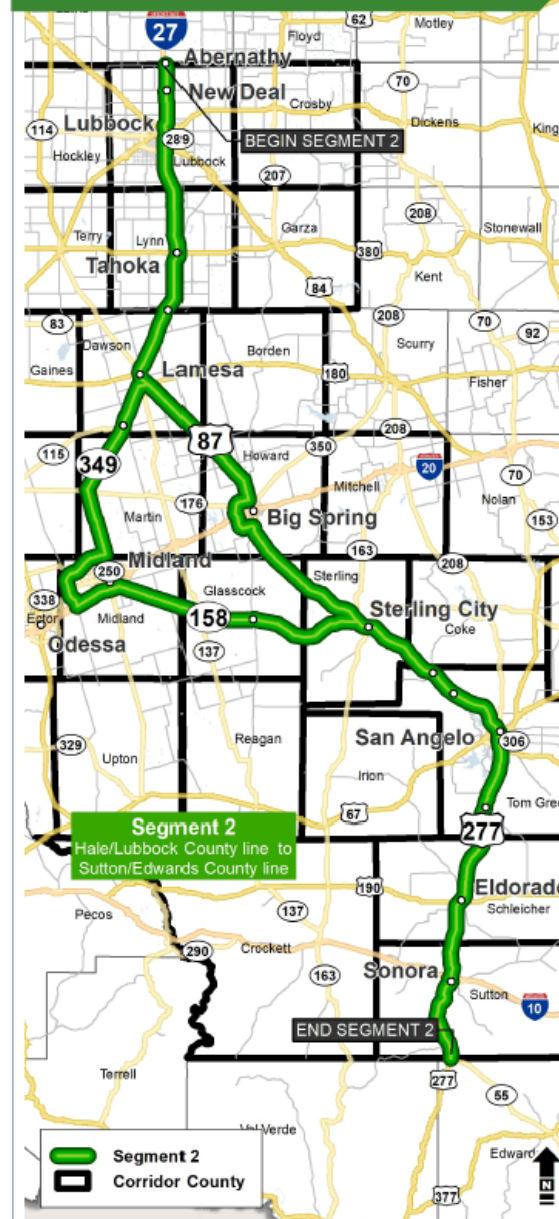 62
Motley
Floyd
27
Abernathy
70
New Deal
Crosby
114
Lubbock
Dickens
King
289
BEGIN SEGMENT 2
Hockley
Lubbock
207
208
Terry
Lynn
Garza
Stonewall
Tahoka
380
Kent
84
208
70
83
92
Dawson
Borden
Scurry
Gaines
Lamesa
180
Fisher
87
208
115
349
Howard
350
20
Mitchell
70
176
Nolan
Martin
Big Spring
153
163
Midland
208
250
Glasscock
Sterling
338
158
Sterling City
Ector
Midland
Coke
Odessa
137
329
Reagan
San Angelo
306
Upton
Irion
67
Tom Gre
277
Segment 2
Hale/Lubbock County line to
Sutton/Edwards County line
190
Eldorado
Schleicher
Pecos
137
290
Crockett
163
Sonora
Sutton
10
END SEGMENT 2
Terrell
277
55
Val Verde
Edward
Segment 2
Corridor County
N
377